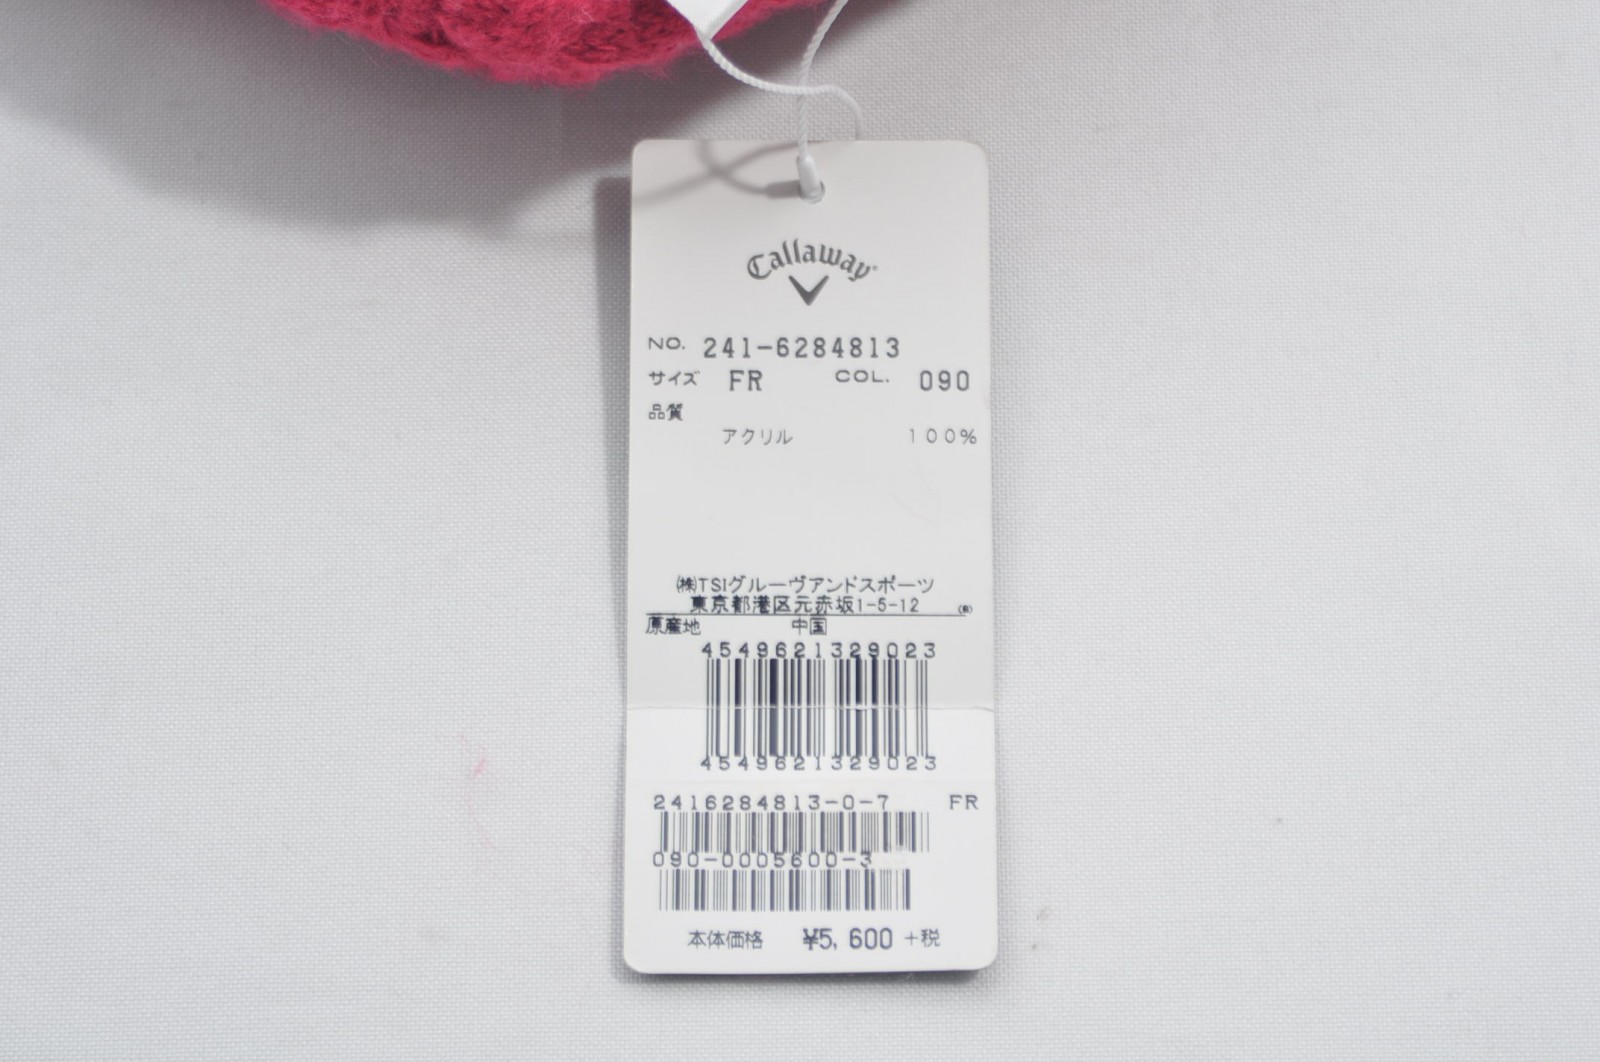 Callaway
NO. 241-6284813
サイズ FR COL. 090
品質
アクリル 100%
㈱TSIグルーヴアンドスポーツ
東京都港区元赤坂1-5-12
原産地 中国
4549621329023
4549621329023
2416284813-0-7 FR
090-0005600-3
本体価格 ¥5,600 +税